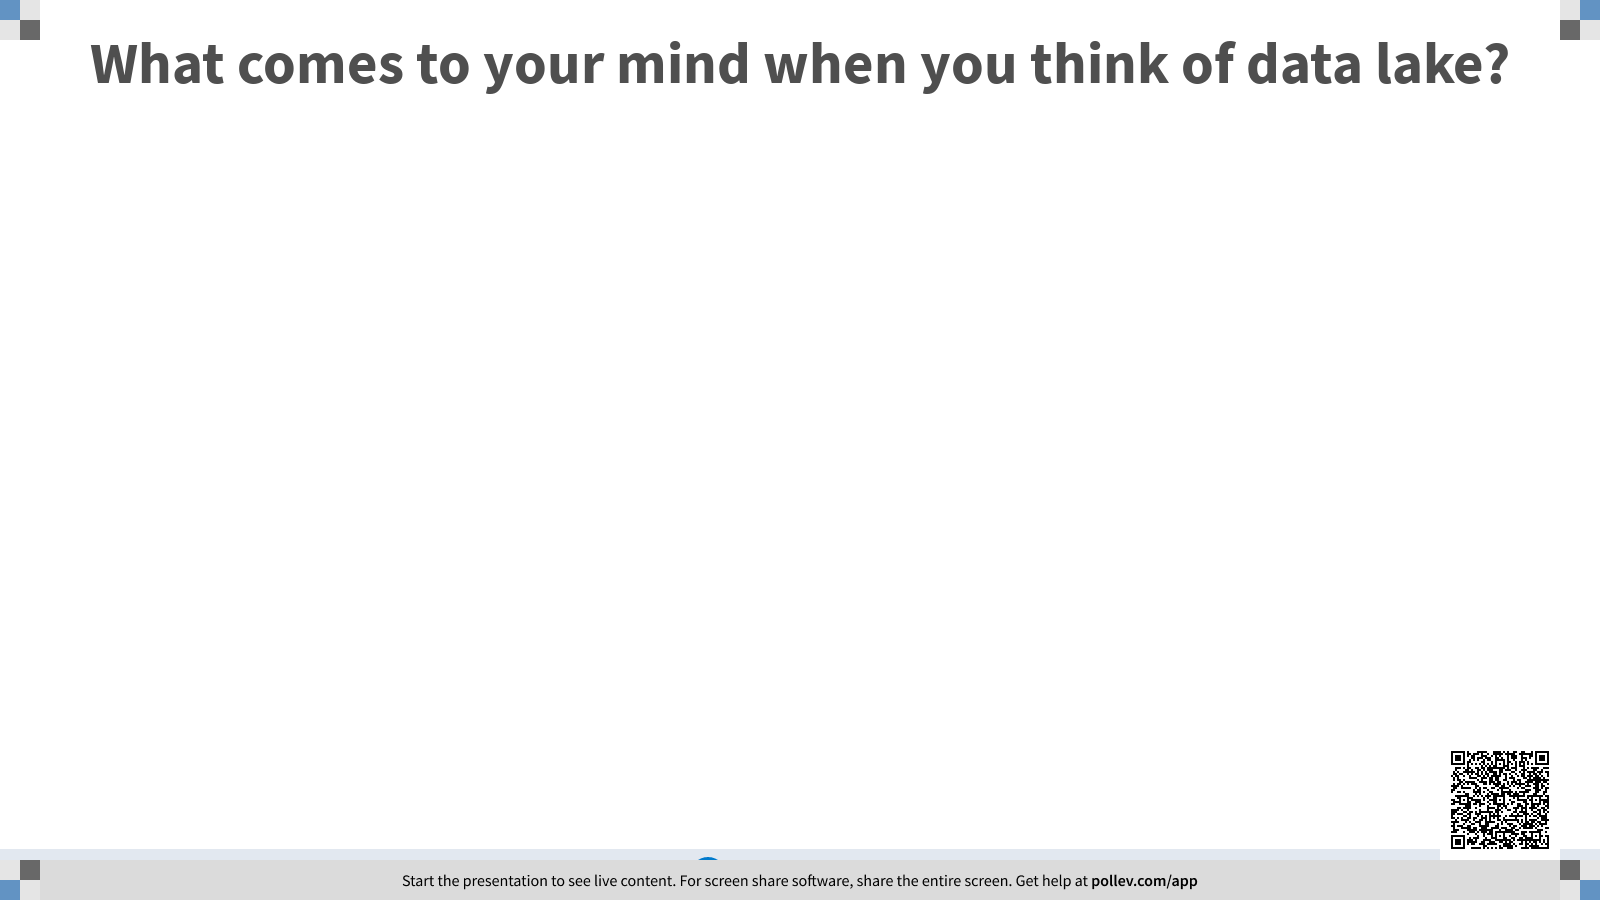 What comes to your mind when you think of data lake?
Start the presentation to see live content. For screen share software, share the entire screen. Get help at pollev.com/app